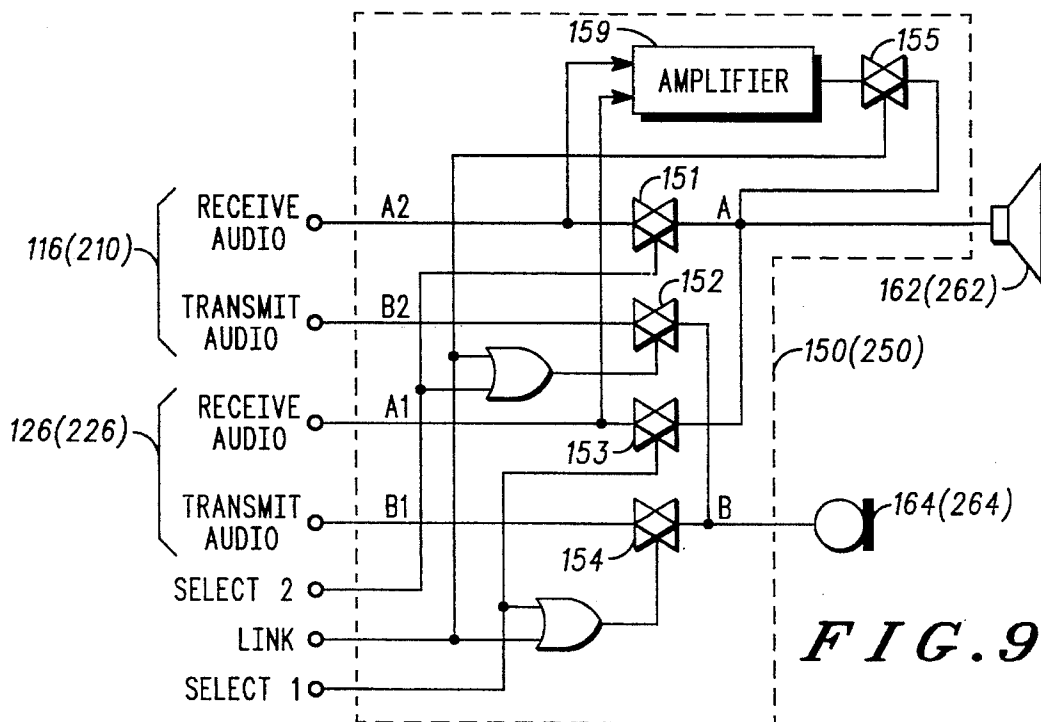 159
155
AMPLIFIER
151
RECEIVE
AUDIO
A2
A
116(210)
162(262)
152
TRANSMIT
AUDIO
B2
150(250)
RECEIVE
AUDIO
A1
126(226)
153
TRANSMIT
AUDIO
B1
B
164(264)
154
SELECT 2
LINK
SELECT 1
FIG.9